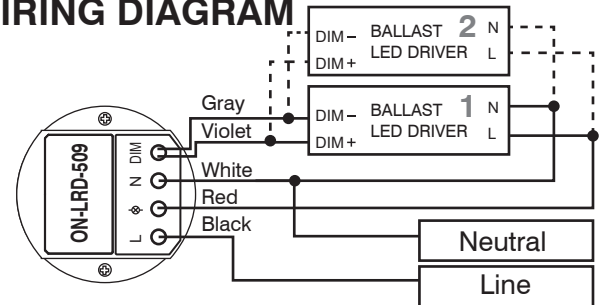 IRING DIAGRAM
DIM – BALLAST 2 N
DIM + LED DRIVER L
DIM – BALLAST 1 N
DIM + LED DRIVER L
Gray
Violet
White
Red
Black
ON-LRD-509
DIM
N
L
Neutral
Line